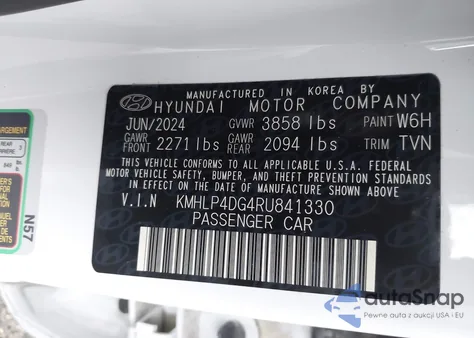 MANUFACTURED IN KOREA BY
HYUNDAI MOTOR COMPANY
JUN/2024 GVWR 3858 lbs PAINT W6H
GAWR FRONT 2271 lbs GAWR REAR 2094 lbs TRIM TVN
THIS VEHICLE CONFORMS TO ALL APPLICABLE U.S.A. FEDERAL
MOTOR VEHICLE SAFETY, BUMPER, AND THEFT PREVENTION STANDARDS
IN EFFECT ON THE DATE OF MANUFACTURE SHOWN ABOVE.
V.I.N KMHLP4DG4RU841330
PASSENGER CAR
REAR
3
N57
autoSnap
Pewne auta z aukcji USA i EU